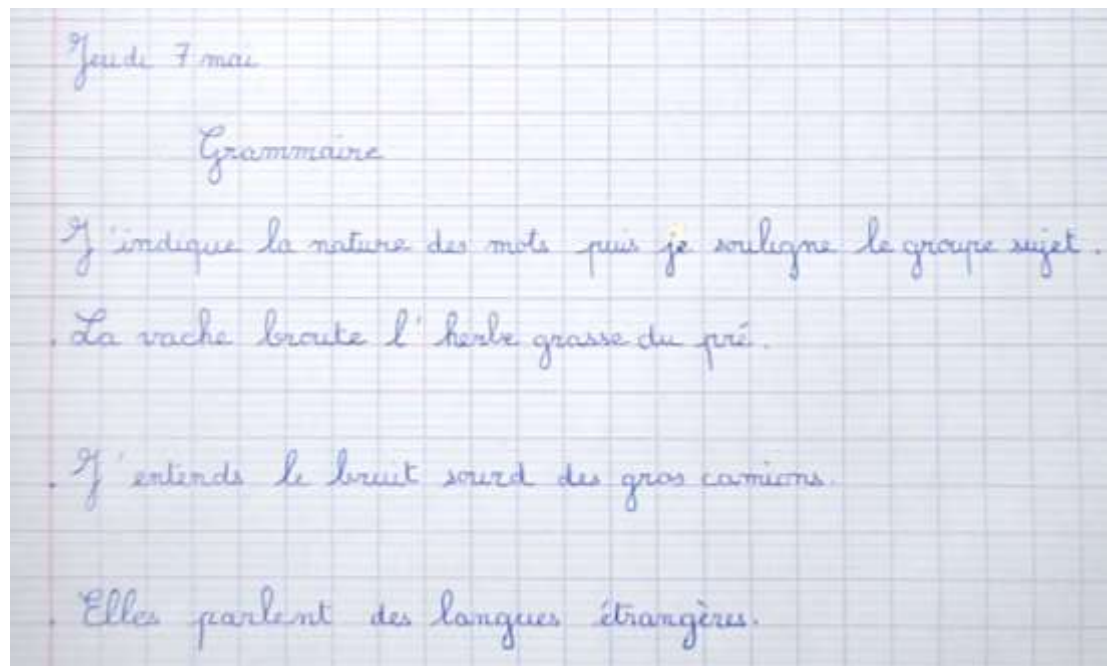 Jeudi 7 mai
Grammaire
J'indique la nature des mots puis je souligne le groupe sujet.
. La vache broute l'herbe grasse du pré.
. J'entends le bruit sourd des gros camions.
. Elles parlent des langues étrangères.